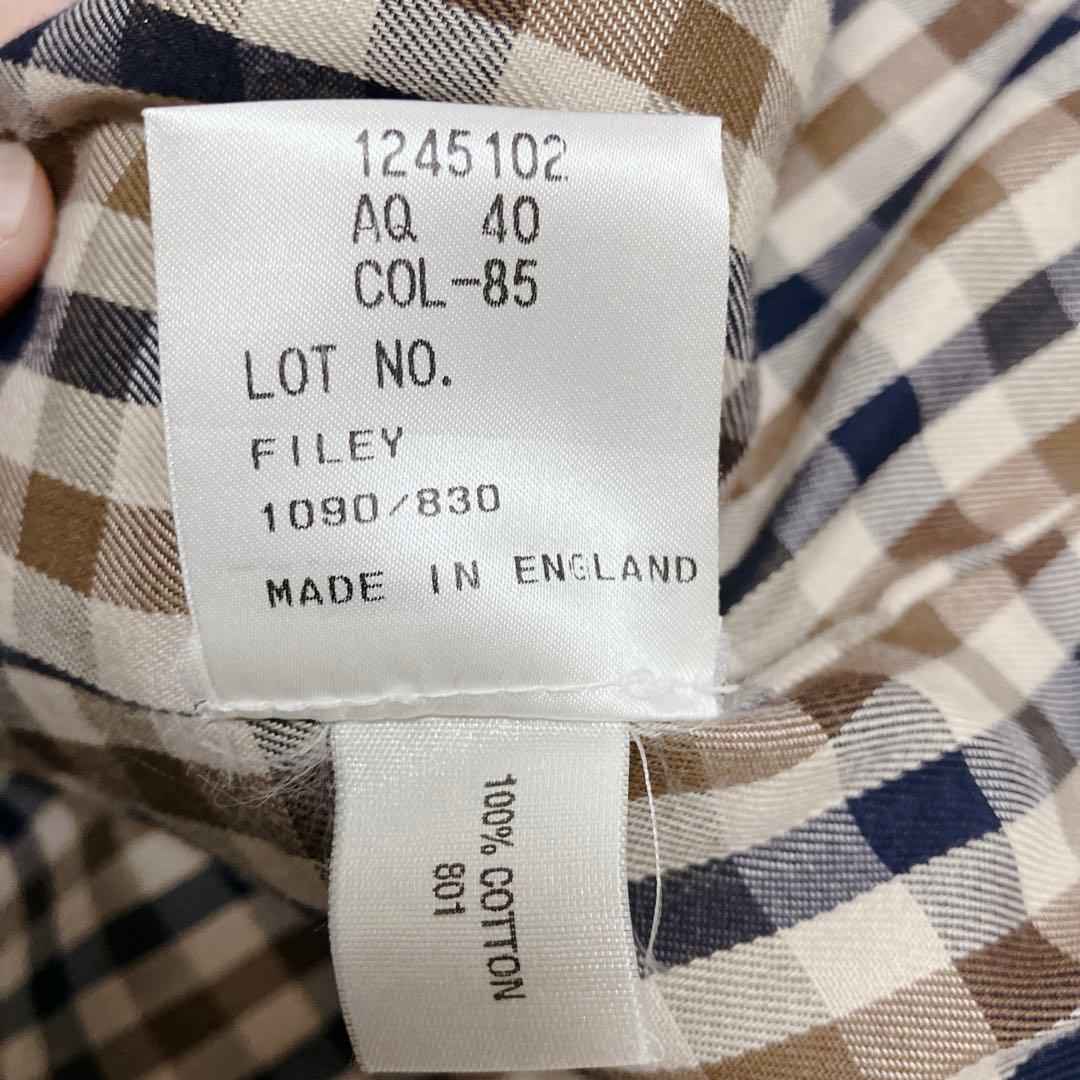 1245102
AQ 40
COL-85
LOT NO.
FILEY
1090/830
MADE IN ENGLAND
100% COTTON
801